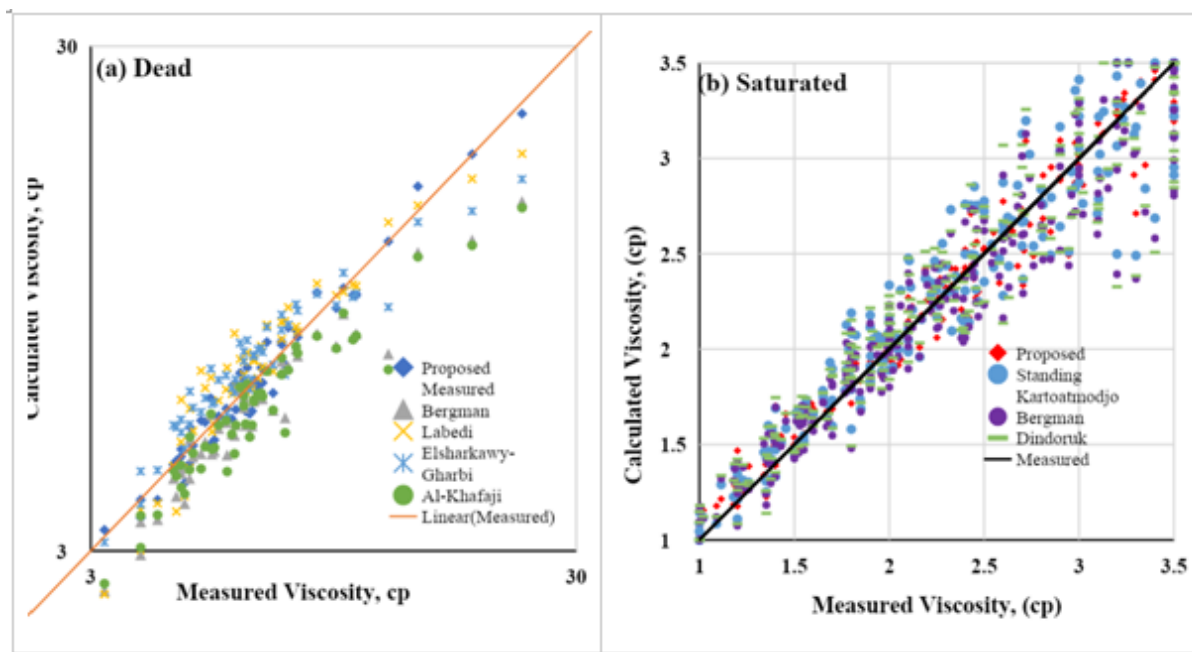 30
(a) Dead
Calculated Viscosity, cp
Proposed
Measured
Bergman
Labedi
Elsharkawy-
Gharbi
Al-Khafaji
Linear(Measured)
3
3
30
Measured Viscosity, cp
3.5
(b) Saturated
3
2.5
2
1.5
1
Calculated Viscosity, (cp)
Proposed
Standing
Kartoatmodjo
Bergman
Dindoruk
Measured
1
1.5
2
2.5
3
3.5
Measured Viscosity, (cp)